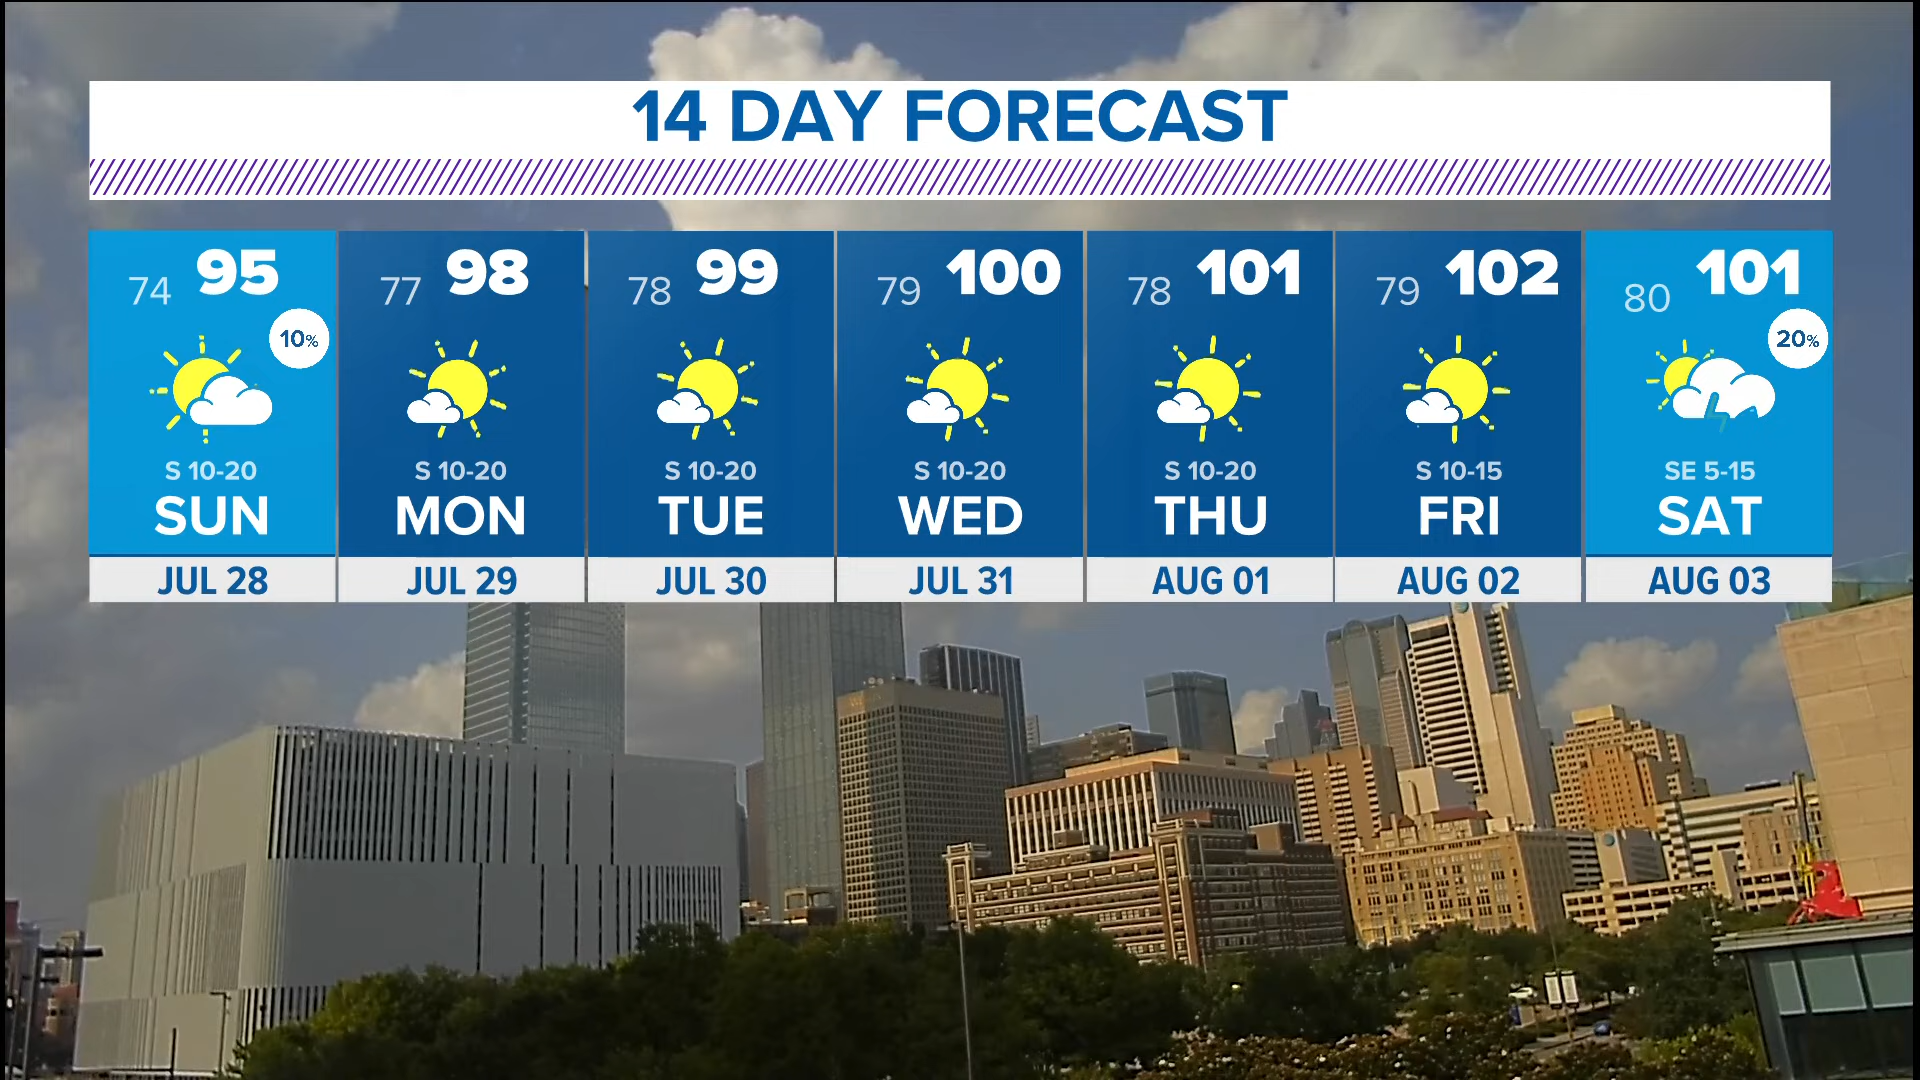 14 DAY FORECAST
74 95
10%
S 10-20
SUN
JUL 28
77 98
S 10-20
MON
JUL 29
78 99
S 10-20
TUE
JUL 30
79 100
S 10-20
WED
JUL 31
78 101
S 10-20
THU
AUG 01
79 102
S 10-15
FRI
AUG 02
80 101
20%
SE 5-15
SAT
AUG 03